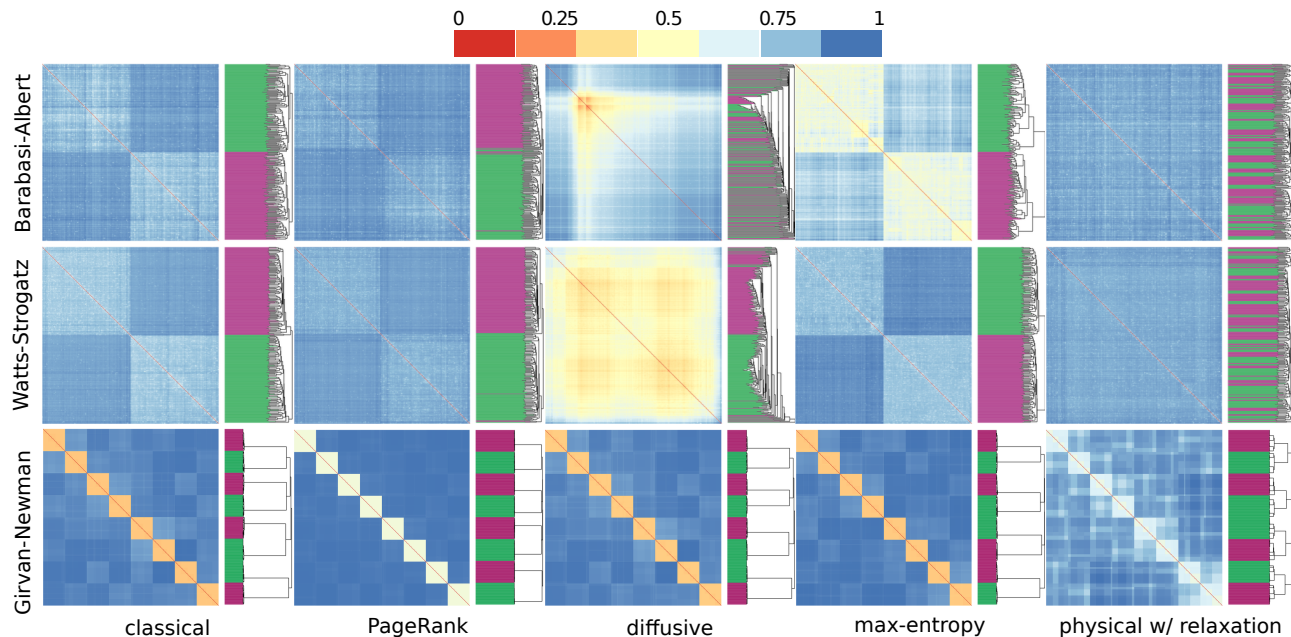 0 0.25 0.5 0.75 1
Barabasi-Albert
Watts-Strogatz
Girvan-Newman
classical PageRank diffusive max-entropy physical w/ relaxation